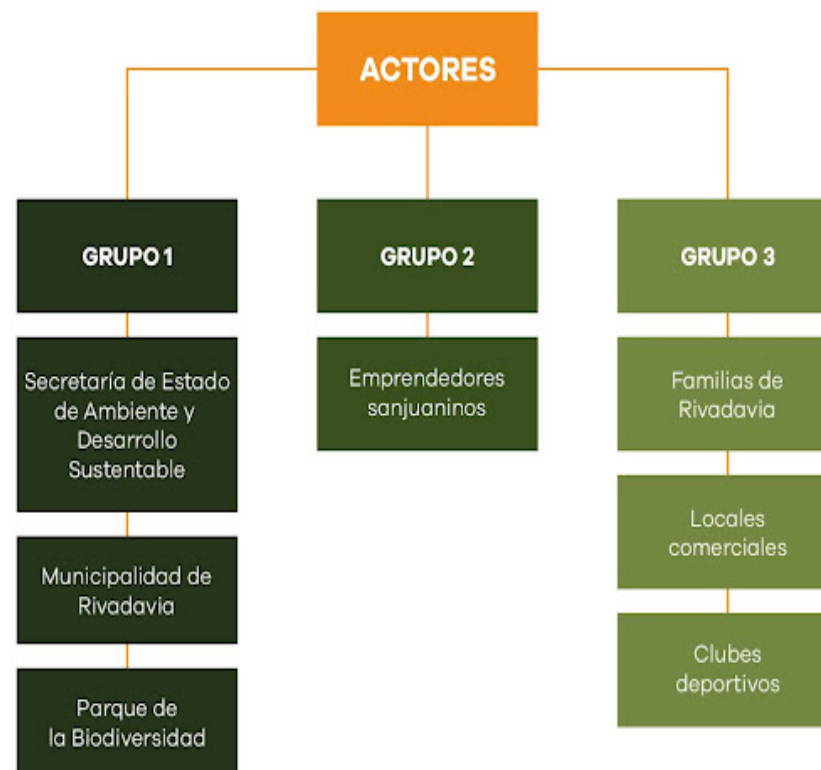 ACTORES
GRUPO 1
Secretaría de Estado
de Ambiente y
Desarrollo
Sustentable
Municipalidad de
Rivadavia
Parque de
la Biodiversidad
GRUPO 2
Emprendedores
sanjuaninos
GRUPO 3
Familias de
Rivadavia
Locales
comerciales
Clubes
deportivos